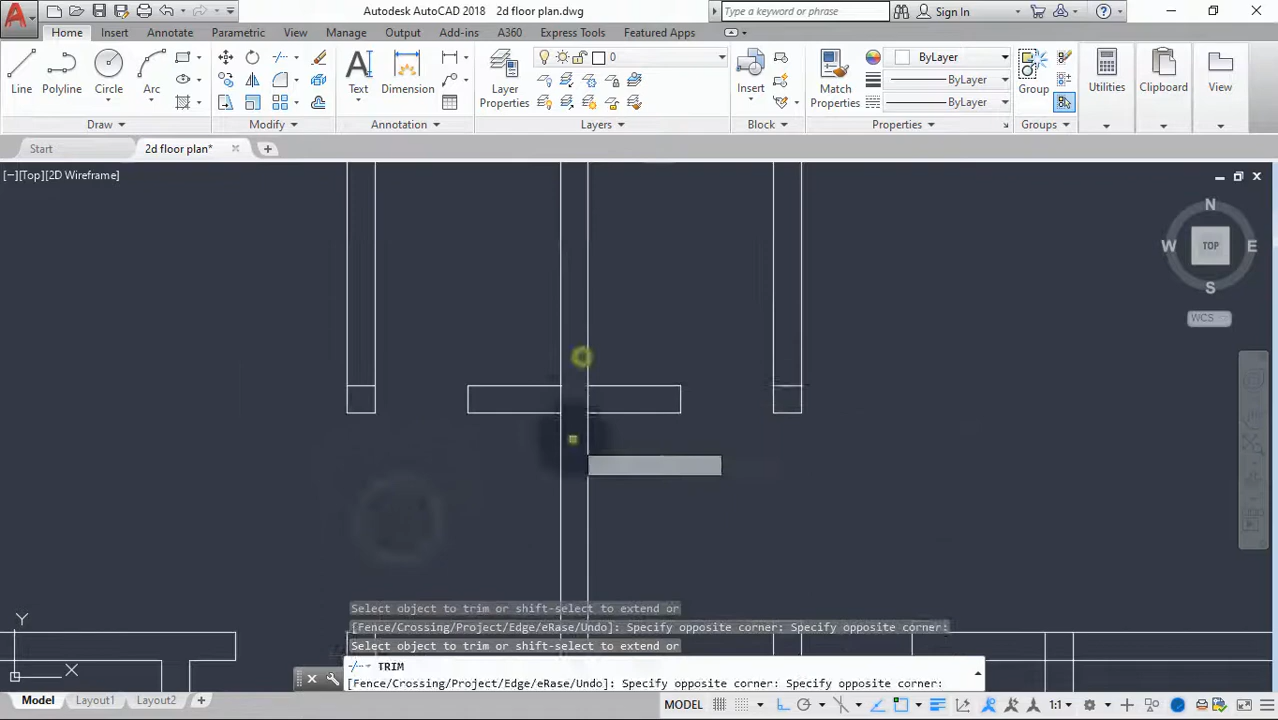 Autodesk AutoCAD 2018 2d floor plan.dwg
Type a keyword or phrase
Sign In
Home Insert Annotate Parametric View Manage Output Add-ins A360 Express Tools Featured Apps
A
Line Polyline Circle Arc
Text Dimension
Layer Properties
0
Insert
Match Properties
ByLayer
ByLayer
ByLayer
Group
Utilities
Clipboard
View
Draw Modify Annotation Layers Block Properties Groups
Start 2d floor plan*
[−][Top][2D Wireframe]
N
W TOP E
S
WCS
Select object to trim or shift-select to extend or
[Fence/Crossing/Project/Edge/eRase/Undo]: Specify opposite corner: Specify opposite corner:
Select object to trim or shift-select to extend or
TRIM
[Fence/Crossing/Project/Edge/eRase/Undo]: Specify opposite corner: Specify opposite corner:
Y
X
Model Layout1 Layout2
MODEL 1:1